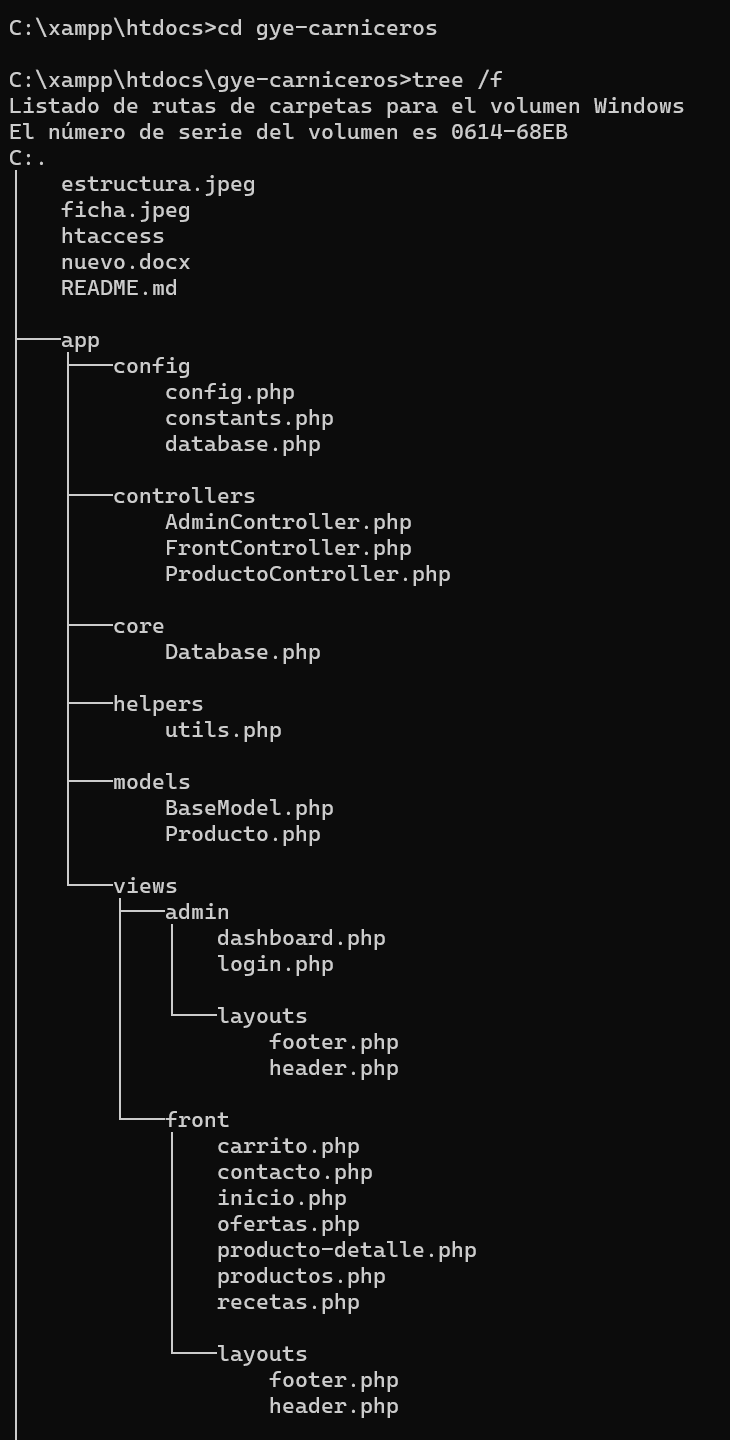 C:\xampp\htdocs>cd gye-carniceros
C:\xampp\htdocs\gye-carniceros>tree /f
Listado de rutas de carpetas para el volumen Windows
El número de serie del volumen es 0614-68EB
C:.
estructura.jpeg
ficha.jpeg
htaccess
nuevo.docx
README.md
app
config
config.php
constants.php
database.php
controllers
AdminController.php
FrontController.php
ProductoController.php
core
Database.php
helpers
utils.php
models
BaseModel.php
Producto.php
views
admin
dashboard.php
login.php
layouts
footer.php
header.php
front
carrito.php
contacto.php
inicio.php
ofertas.php
producto-detalle.php
productos.php
recetas.php
layouts
footer.php
header.php